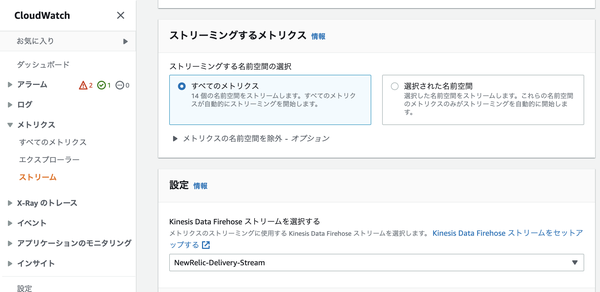 CloudWatch
お気に入り
ダッシュボード
アラーム 2 1 0
ログ
メトリクス
すべてのメトリクス
エクスプローラー
ストリーム
X-Ray のトレース
イベント
アプリケーションのモニタリング
インサイト
設定
ストリーミングするメトリクス 情報
ストリーミングする名前空間の選択
すべてのメトリクス
14 個の名前空間をストリームします。すべてのメトリク
スが自動的にストリーミングを開始します。
選択された名前空間
選択した名前空間をストリームします。これらの名前空間
のメトリクスのみがストリーミングを自動的に開始しま
す。
メトリクスの名前空間を除外 - オプション
設定 情報
Kinesis Data Firehose ストリームを選択する
メトリクスのストリーミングに使用する Kinesis Data Firehose ストリームを選択します。 Kinesis Data Firehose ストリームをセットア
ップする
NewRelic-Delivery-Stream